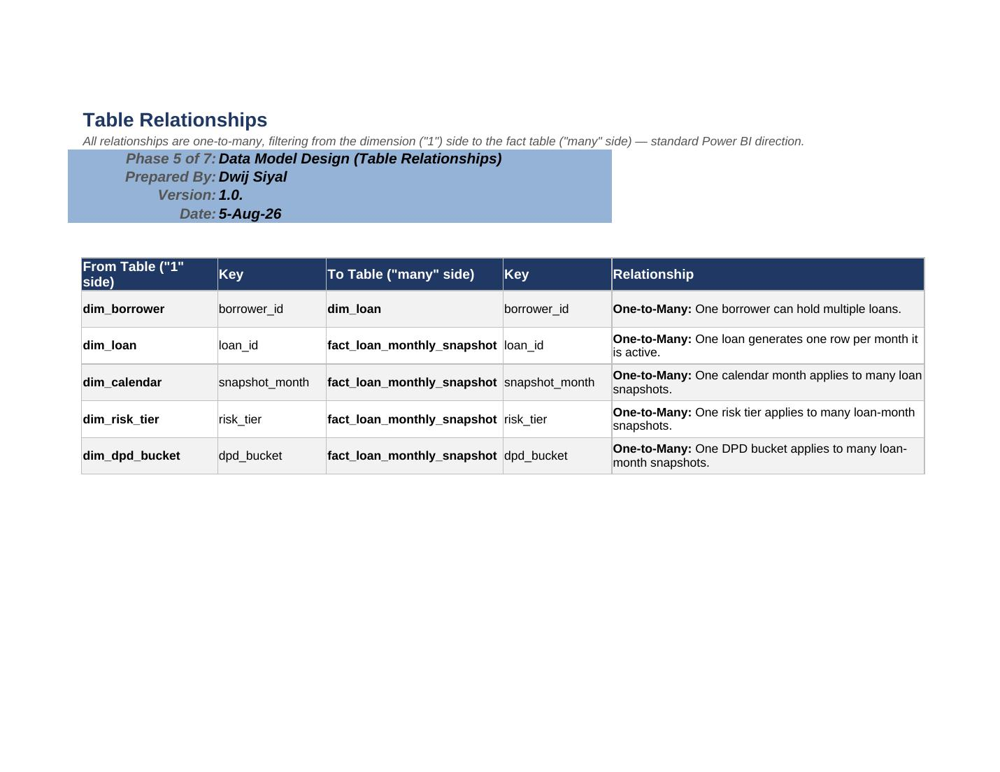 Table Relationships
All relationships are one-to-many, filtering from the dimension ("1") side to the fact table ("many" side) — standard Power BI direction.
Phase 5 of 7: Data Model Design (Table Relationships)
Prepared By: Dwij Siyal
Version: 1.0.
Date: 5-Aug-26
From Table ("1"
side)
Key
To Table ("many" side)
Key
Relationship
dim_borrower
borrower_id
dim_loan
borrower_id
One-to-Many: One borrower can hold multiple loans.
dim_loan
loan_id
fact_loan_monthly_snapshot
loan_id
One-to-Many: One loan generates one row per month it
is active.
dim_calendar
snapshot_month
fact_loan_monthly_snapshot
snapshot_month
One-to-Many: One calendar month applies to many loan
snapshots.
dim_risk_tier
risk_tier
fact_loan_monthly_snapshot
risk_tier
One-to-Many: One risk tier applies to many loan-month
snapshots.
dim_dpd_bucket
dpd_bucket
fact_loan_monthly_snapshot
dpd_bucket
One-to-Many: One DPD bucket applies to many loan-
month snapshots.